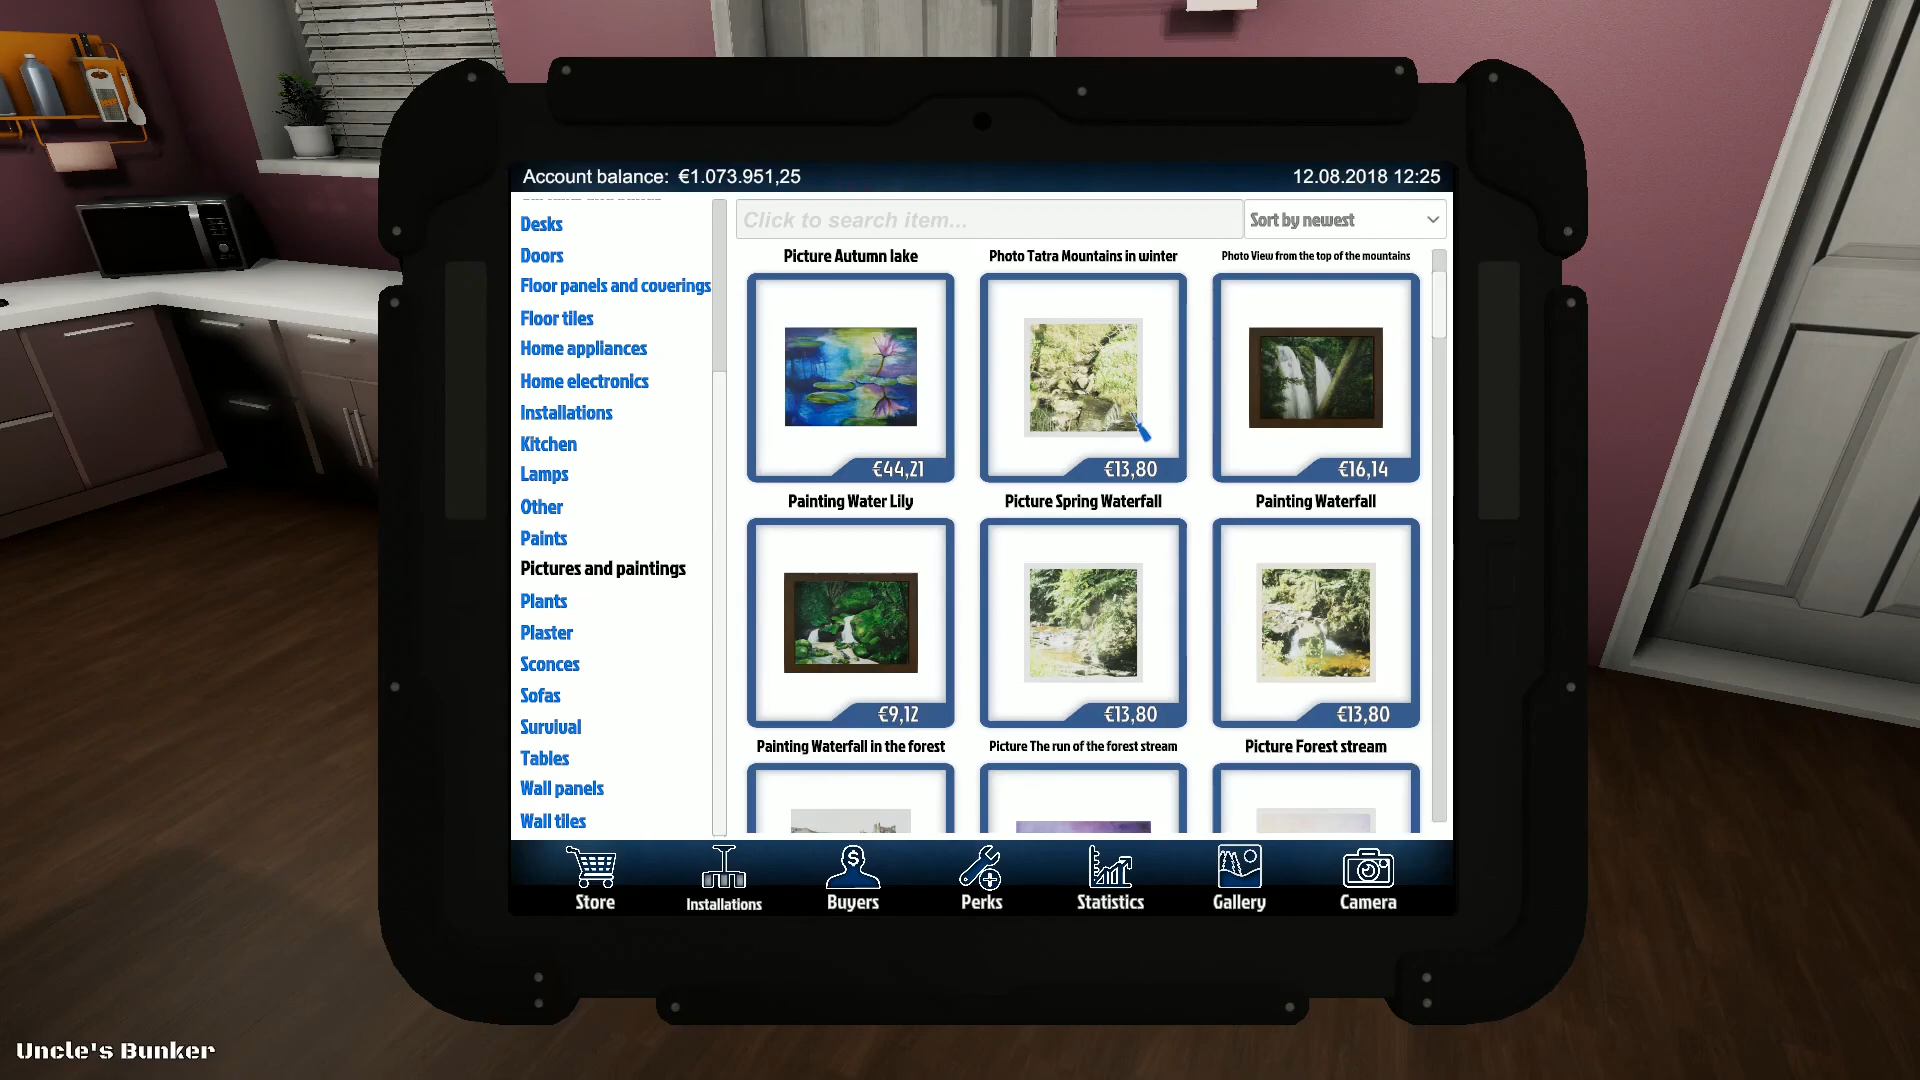 Account balance: €1.073.951,25
12.08.2018 12:25
Desks
Doors
Floor panels and coverings
Floor tiles
Home appliances
Home electronics
Installations
Kitchen
Lamps
Other
Paints
Pictures and paintings
Plants
Plaster
Sconces
Sofas
Survival
Tables
Wall panels
Wall tiles
Click to search item...
Sort by newest
Picture Autumn lake
Photo Tatra Mountains in winter
Photo View from the top of the mountains
€44,21
€13,80
€16,14
Painting Water Lily
Picture Spring Waterfall
Painting Waterfall
€9,12
€13,80
€13,80
Painting Waterfall in the forest
Picture The run of the forest stream
Picture Forest stream
Store
Installations
Buyers
Perks
Statistics
Gallery
Camera
Uncle's Bunker